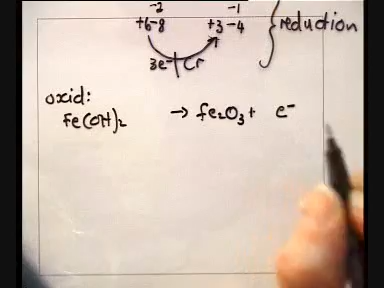 -2 -1
+6-8 +3-4 reduction
3e⁻ Cr
oxid:
Fe(OH)₂ → Fe₂O₃ + e⁻